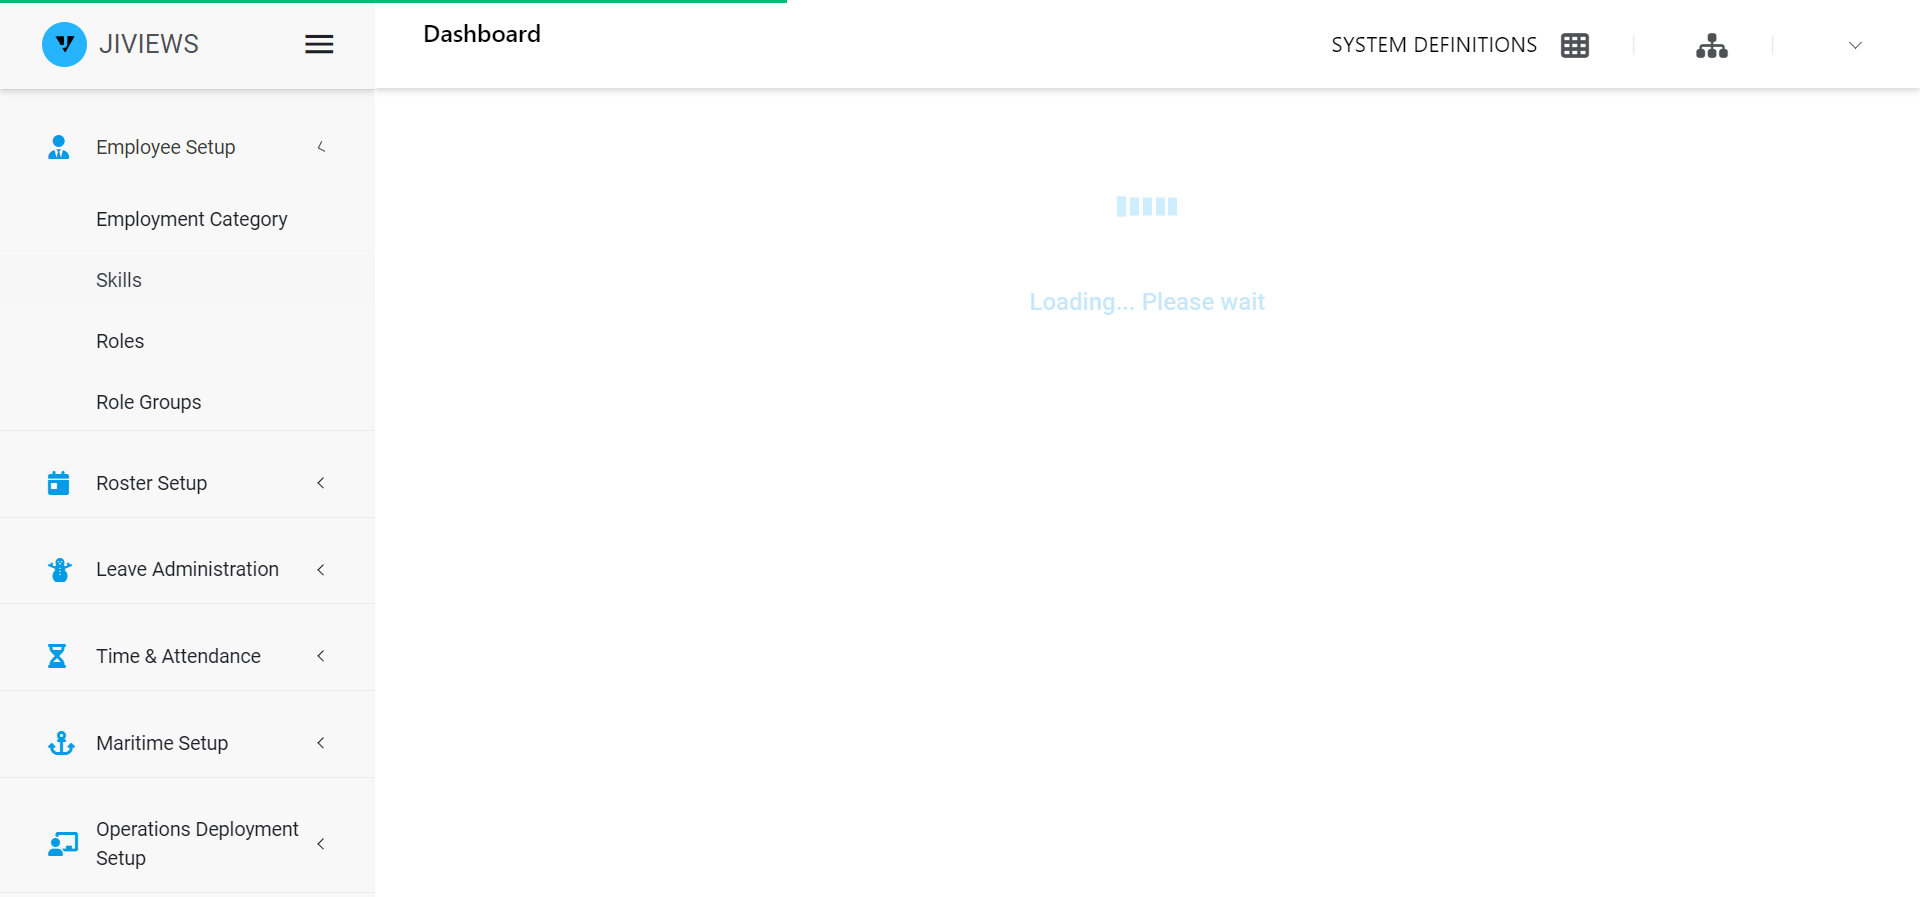 JIVIEWS
Dashboard
SYSTEM DEFINITIONS
Employee Setup
Employment Category
Skills
Roles
Role Groups
Roster Setup
Leave Administration
Time & Attendance
Maritime Setup
Operations Deployment
Setup
Loading... Please wait